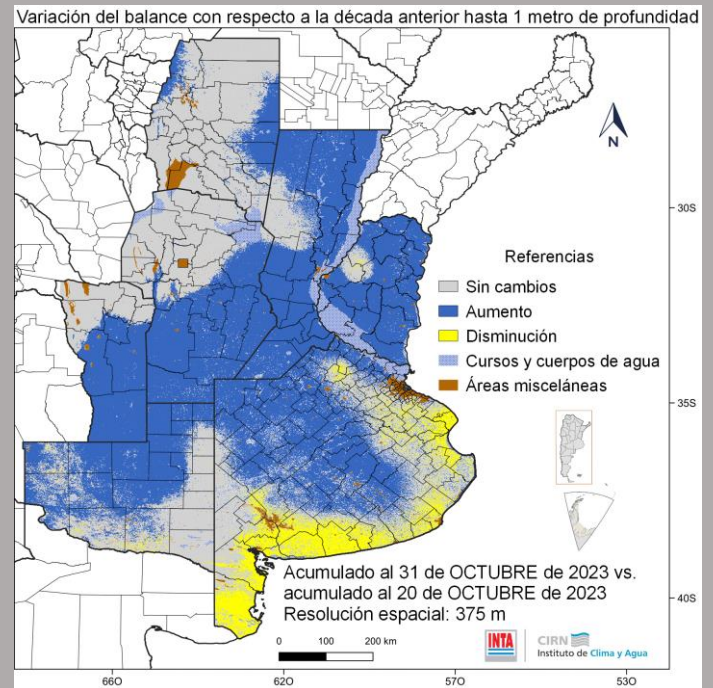 Variación del balance con respecto a la década anterior hasta 1 metro de profundidad
N
30S
Referencias
Sin cambios
Aumento
Disminución
Cursos y cuerpos de agua
Áreas misceláneas
35S
Acumulado al 31 de OCTUBRE de 2023 vs.
acumulado al 20 de OCTUBRE de 2023
Resolución espacial: 375 m
40S
0 100 200 km
INTA
CIRN
Instituto de Clima y Agua
66O 62O 57O 53O